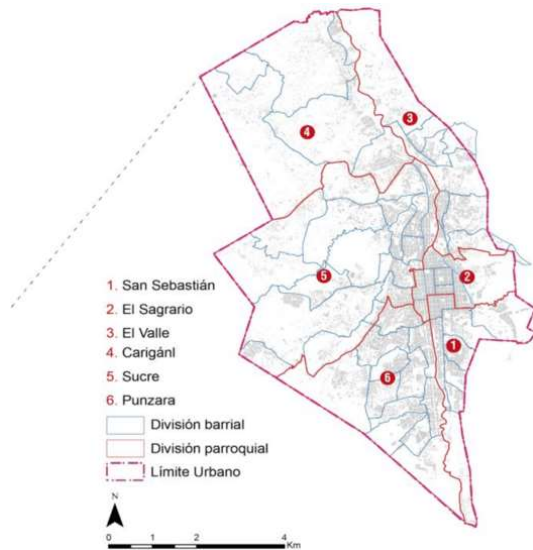 3
4
5
2
1
6
1. San Sebastián
2. El Sagrario
3. El Valle
4. Carigánl
5. Sucre
6. Punzara
División barrial
División parroquial
Límite Urbano
N
0 1 2 4
Km